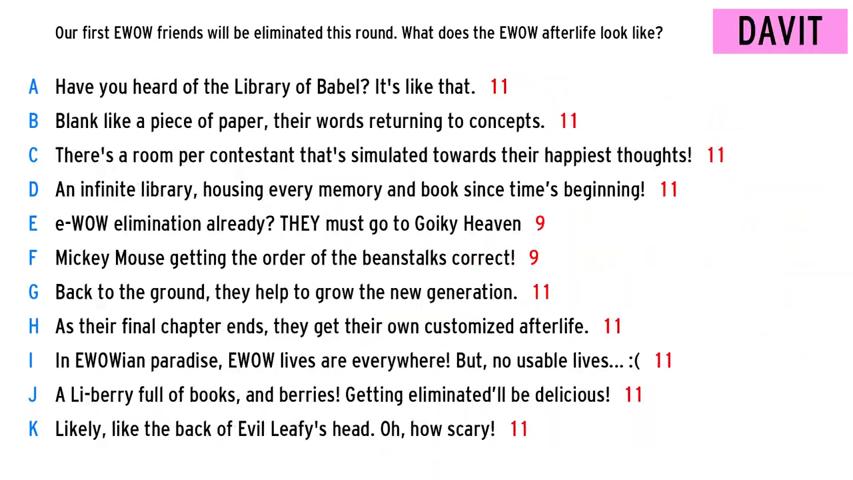 Our first EWOW friends will be eliminated this round. What does the EWOW afterlife look like?
DAVIT
A Have you heard of the Library of Babel? It's like that. 11
B Blank like a piece of paper, their words returning to concepts. 11
C There's a room per contestant that's simulated towards their happiest thoughts! 11
D An infinite library, housing every memory and book since time's beginning! 11
E e-WOW elimination already? THEY must go to Goiky Heaven 9
F Mickey Mouse getting the order of the beanstalks correct! 9
G Back to the ground, they help to grow the new generation. 11
H As their final chapter ends, they get their own customized afterlife. 11
I In EWOWian paradise, EWOW lives are everywhere! But, no usable lives... :( 11
J A Li-berry full of books, and berries! Getting eliminated'll be delicious! 11
K Likely, like the back of Evil Leafy's head. Oh, how scary! 11